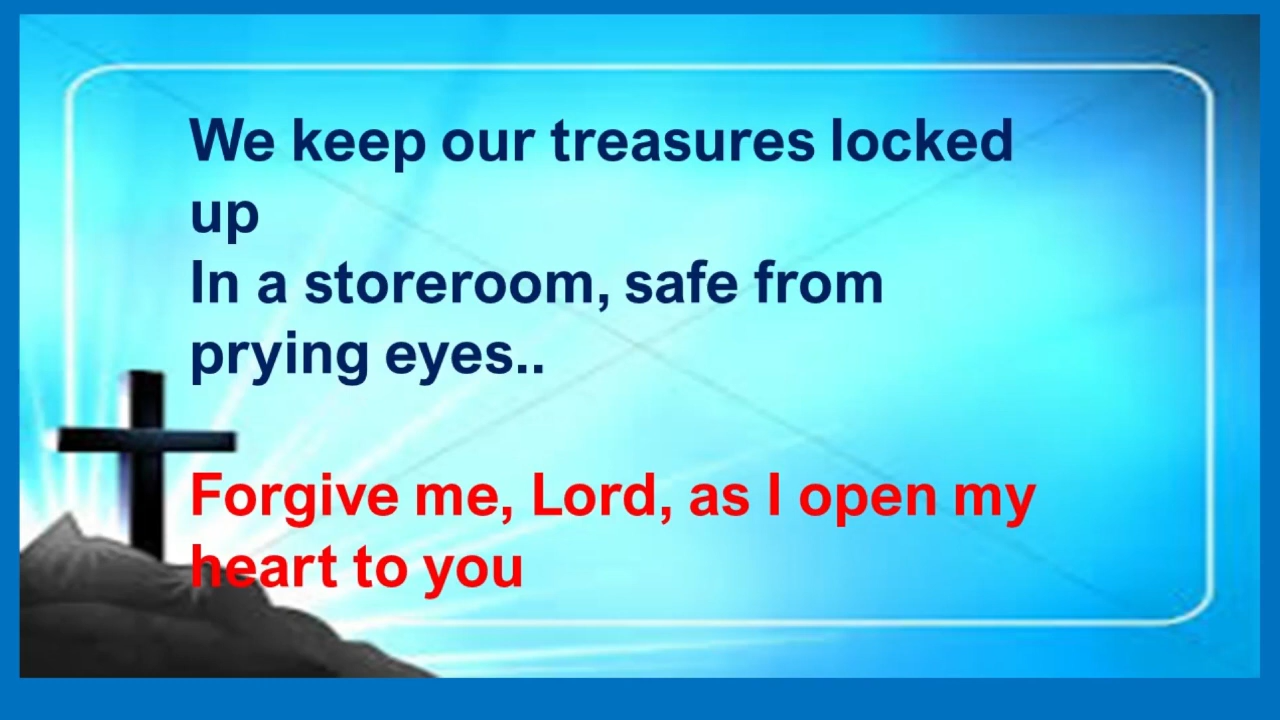 We keep our treasures locked
up
In a storeroom, safe from
prying eyes..
Forgive me, Lord, as I open my
heart to you